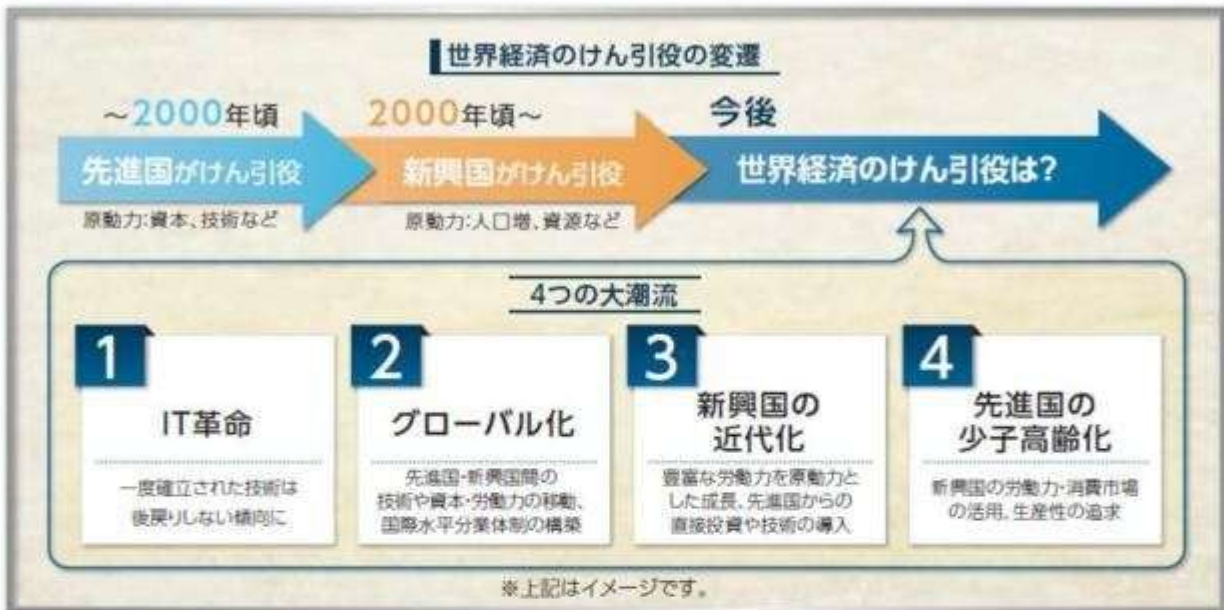 世界経済のけん引役の変遷
～2000年頃
2000年頃～
今後
先進国がけん引役
新興国がけん引役
世界経済のけん引役は?
原動力:資本、技術など
原動力:人口増、資源など
4つの大潮流
1
IT革命
一度確立された技術は
後戻りしない傾向に
2
グローバル化
先進国・新興国間の
技術や資本・労働力の移動、
国際水平分業体制の構築
3
新興国の
近代化
豊富な労働力を原動力と
した成長、先進国からの
直接投資や技術の導入
4
先進国の
少子高齢化
新興国の労働力・消費市場
の活用、生産性の追求
※上記はイメージです。